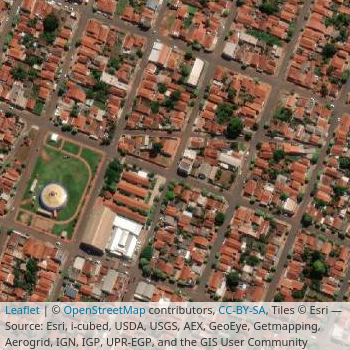 Leaflet | © OpenStreetMap contributors, CC-BY-SA, Tiles © Esri —
Source: Esri, i-cubed, USDA, USGS, AEX, GeoEye, Getmapping,
Aerogrid, IGN, IGP, UPR-EGP, and the GIS User Community